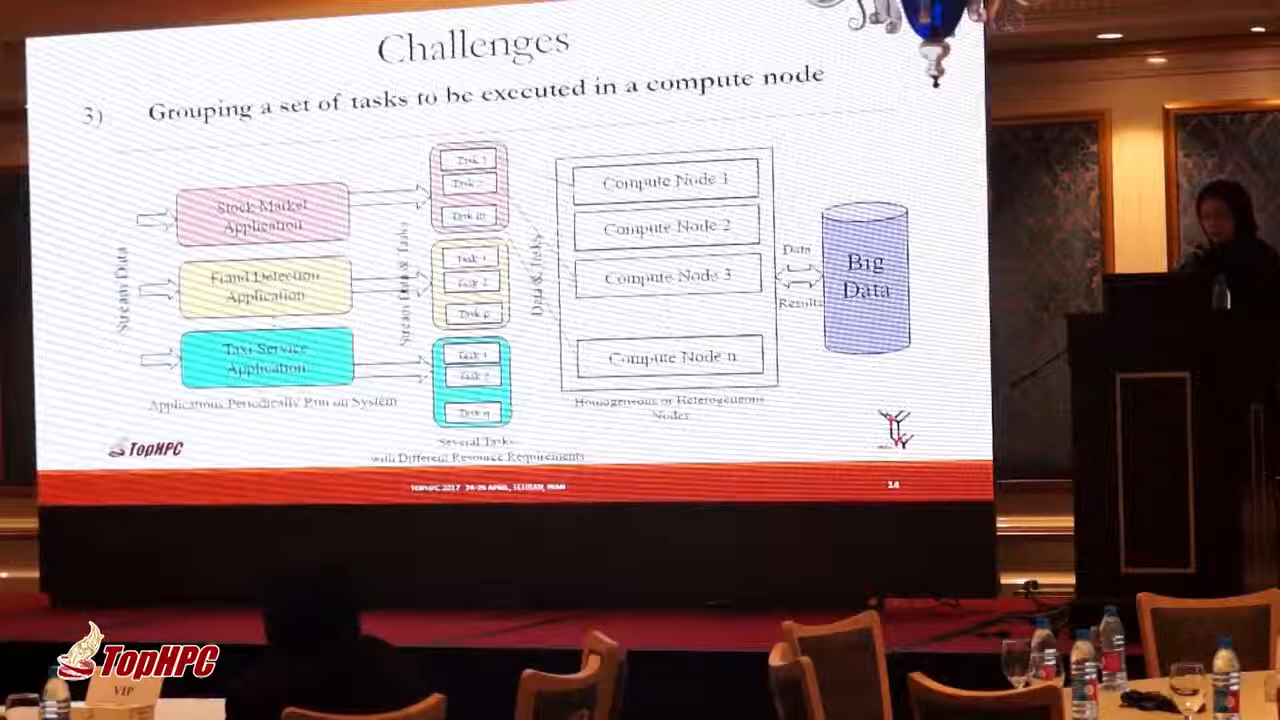 Challenges
3) Grouping a set of tasks to be executed in a compute node
Stream Data
Stock Market
Application
Fraud Detection
Application
Taxi Service
Application
Applications Periodically Run on System
Stream Data & Tasks
Task 1
Task 2
Task m
Task 1
Task 2
Task p
Task 1
Task 2
Task q
Several Tasks
with Different Resource Requirements
Data & Tasks
Compute Node 1
Compute Node 2
Compute Node 3
Compute Node n
Homogeneous or Heterogeneous
Nodes
Data
Results
Big
Data
TopHPC
TOPHPC 2017 24-26 APRIL, TEHRAN, IRAN
14
TopHPC
VIP